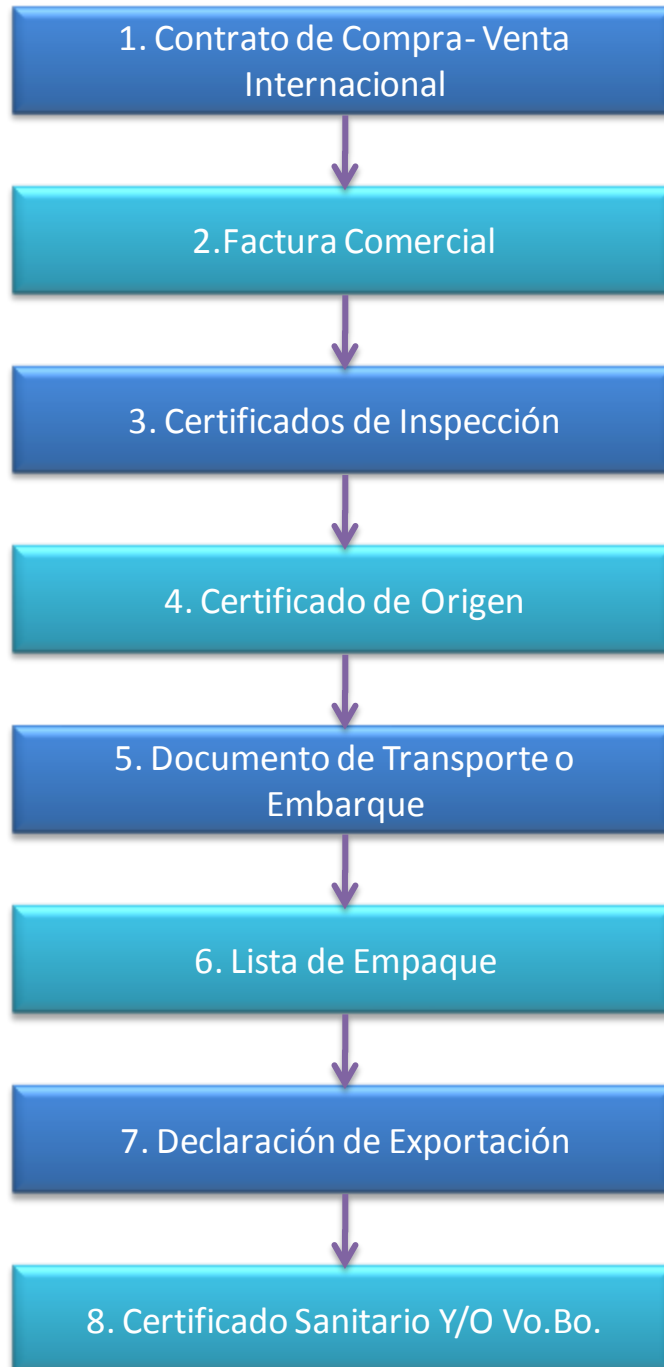 1. Contrato de Compra- Venta
Internacional
2.Factura Comercial
3. Certificados de Inspección
4. Certificado de Origen
5. Documento de Transporte o
Embarque
6. Lista de Empaque
7. Declaración de Exportación
8. Certificado Sanitario Y/O Vo.Bo.